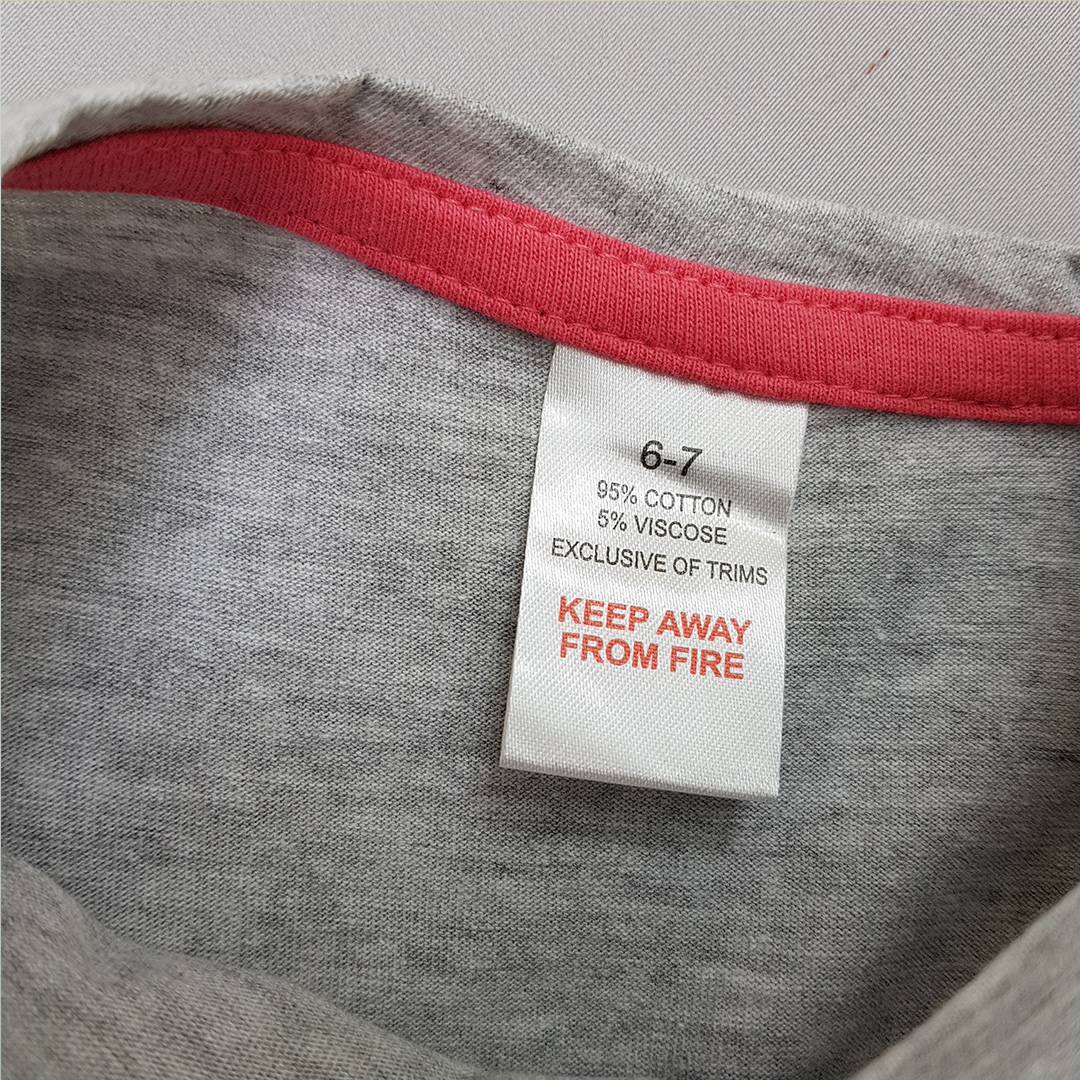 6-7
95% COTTON
5% VISCOSE
EXCLUSIVE OF TRIMS
KEEP AWAY
FROM FIRE